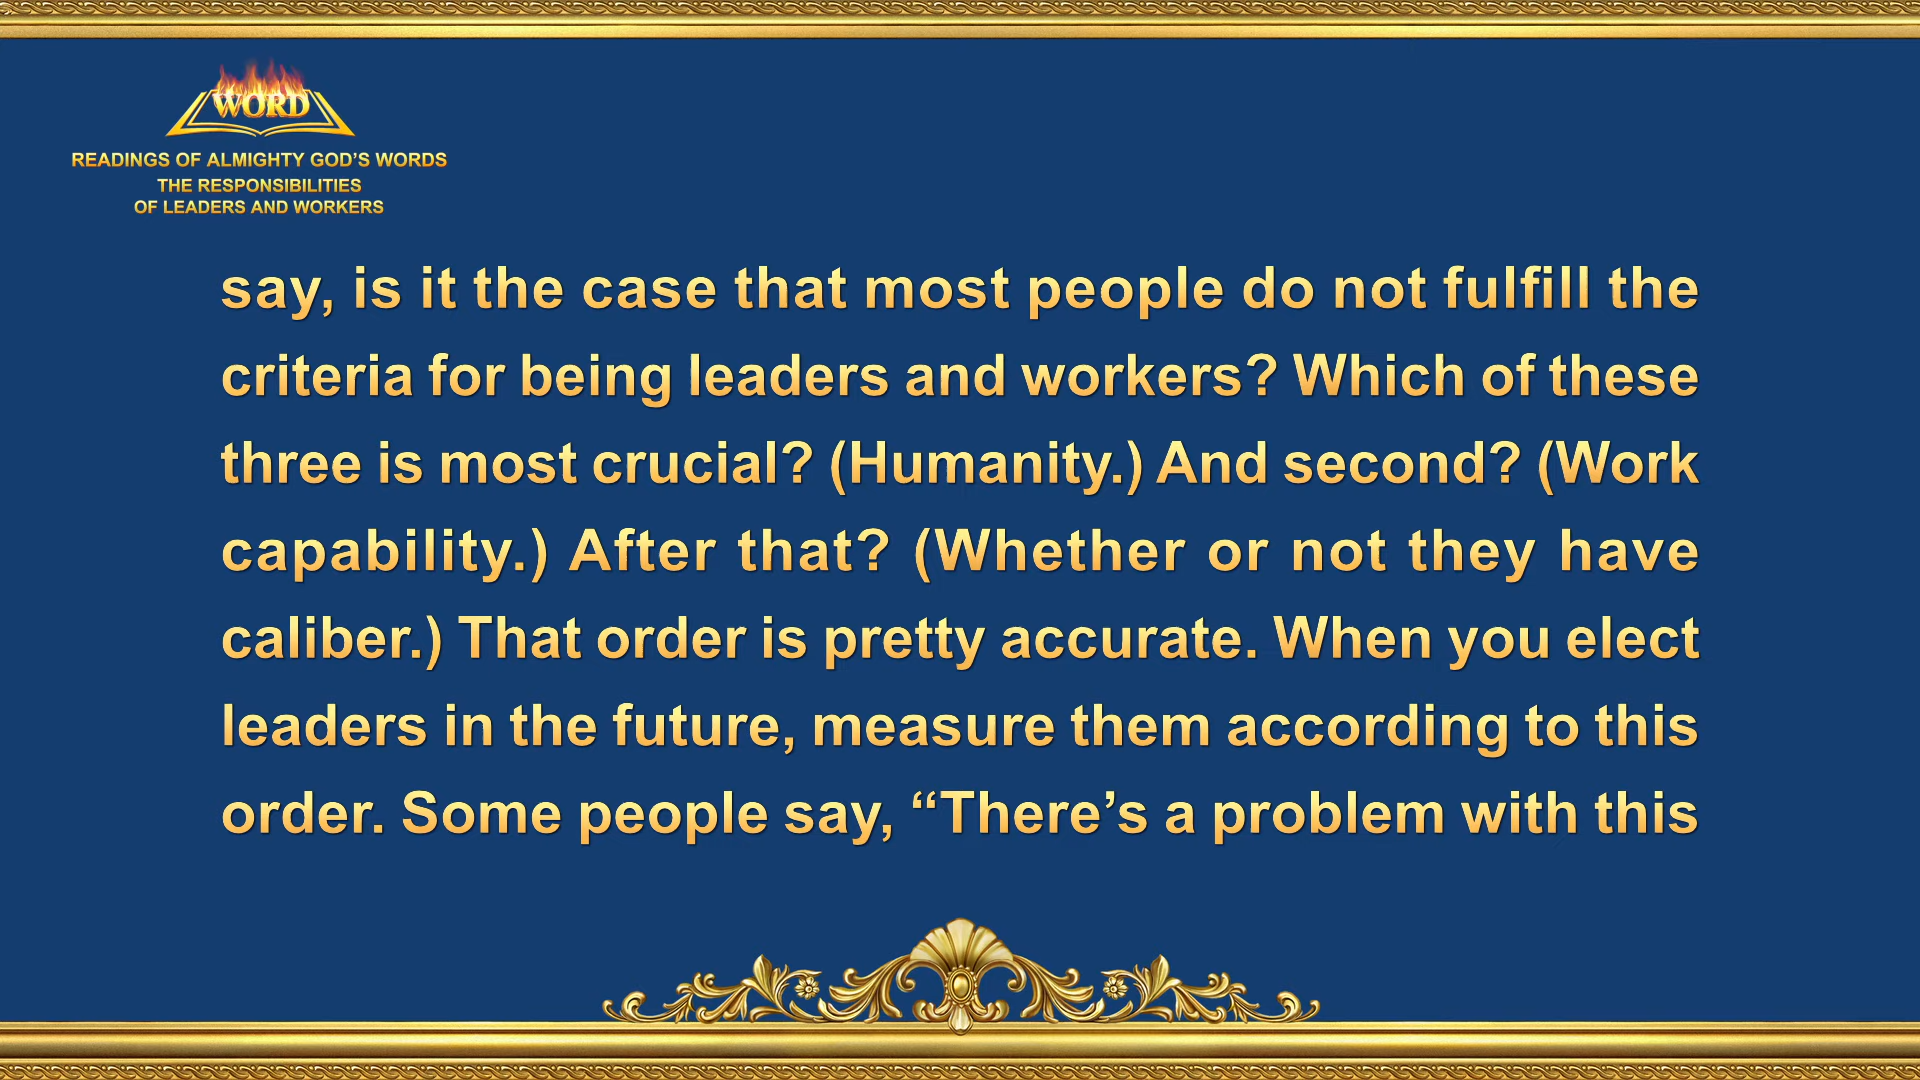 WORD
READINGS OF ALMIGHTY GOD’S WORDS
THE RESPONSIBILITIES
OF LEADERS AND WORKERS
say, is it the case that most people do not fulfill the
criteria for being leaders and workers? Which of these
three is most crucial? (Humanity.) And second? (Work
capability.) After that? (Whether or not they have
caliber.) That order is pretty accurate. When you elect
leaders in the future, measure them according to this
order. Some people say, “There’s a problem with this